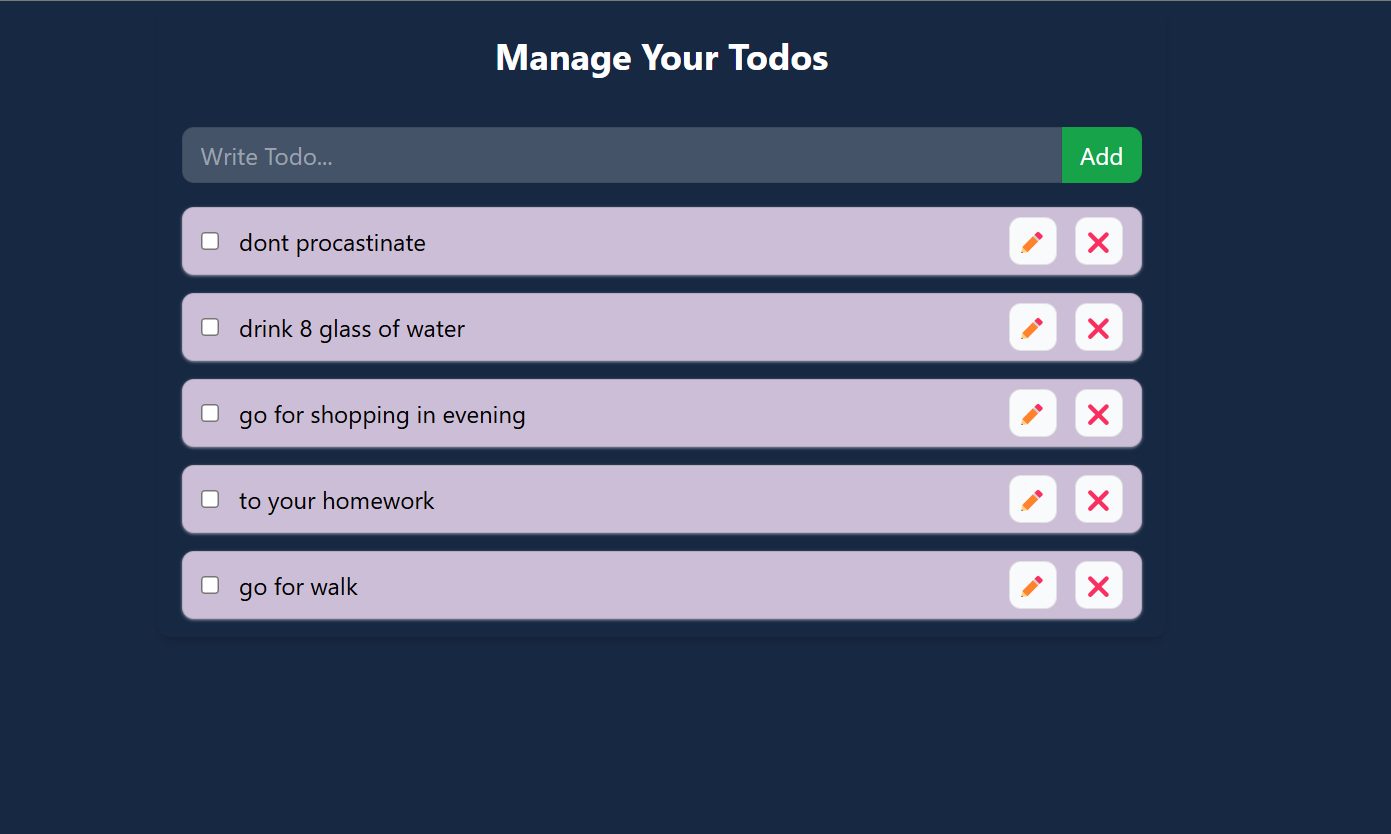 Manage Your Todos
Write Todo...
Add
dont procastinate
drink 8 glass of water
go for shopping in evening
to your homework
go for walk